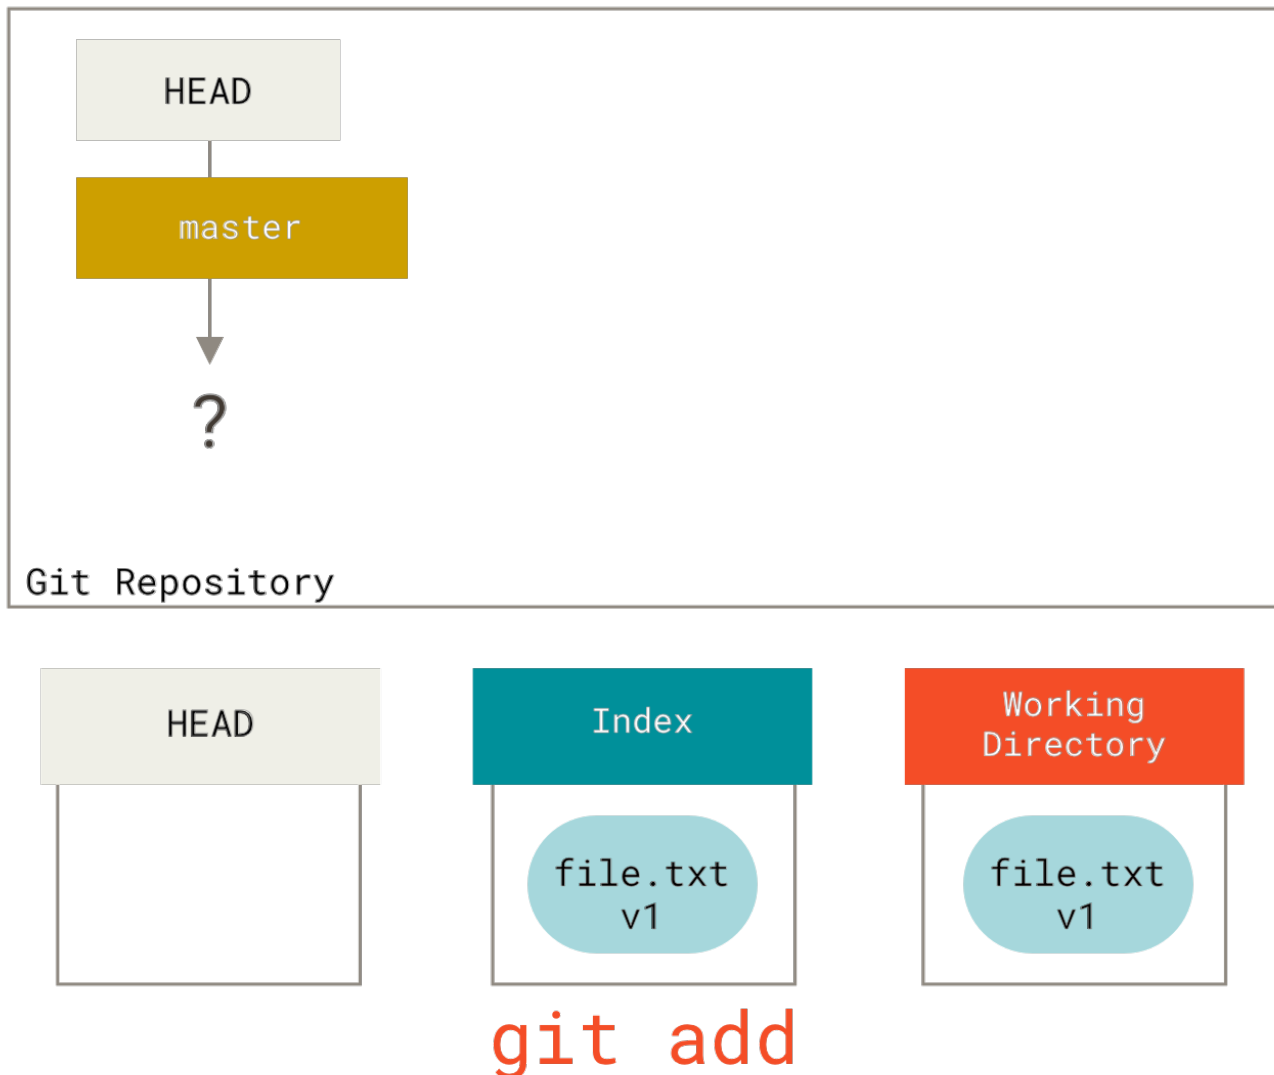 HEAD
master
?
Git Repository
HEAD
Index
Working
Directory
file.txt
v1
file.txt
v1
git add